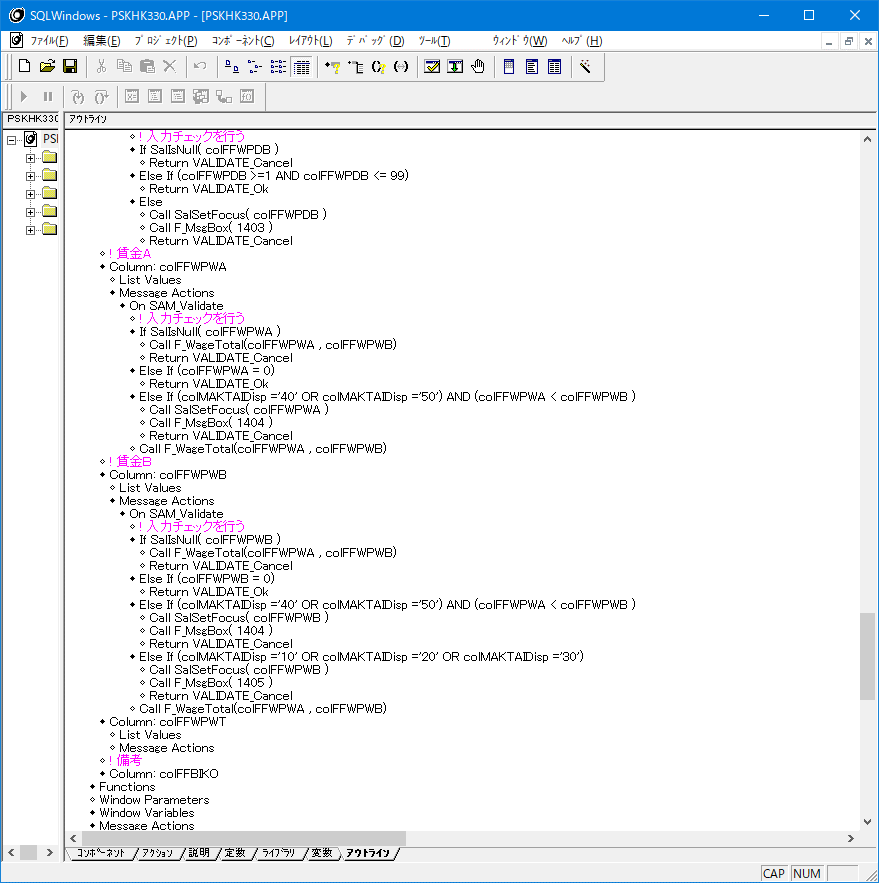 SQLWindows - PSKHK330.APP - [PSKHK330.APP]
ファイル(F) 編集(E) プロジェクト(P) コンポーネント(C) レイアウト(L) デバッグ(D) ツール(T) ウィンドウ(W) ヘルプ(H)
PSKHK330 アウトライン
PSI
! 入力チェックを行う
If SalIsNull( colFFWPDB )
Return VALIDATE_Cancel
Else If (colFFWPDB >=1 AND colFFWPDB <= 99)
Return VALIDATE_Ok
Else
Call SalSetFocus( colFFWPDB )
Call F_MsgBox( 1403 )
Return VALIDATE_Cancel
! 賃金A
Column: colFFWPWA
List Values
Message Actions
On SAM_Validate
! 入力チェックを行う
If SalIsNull( colFFWPWA )
Call F_WageTotal(colFFWPWA , colFFWPWB)
Return VALIDATE_Cancel
Else If (colFFWPWA = 0)
Return VALIDATE_Ok
Else If (colMAKTAIDisp ='40' OR colMAKTAIDisp ='50') AND (colFFWPWA < colFFWPWB )
Call SalSetFocus( colFFWPWA )
Call F_MsgBox( 1404 )
Return VALIDATE_Cancel
Call F_WageTotal(colFFWPWA , colFFWPWB)
! 賃金B
Column: colFFWPWB
List Values
Message Actions
On SAM_Validate
! 入力チェックを行う
If SalIsNull( colFFWPWB )
Call F_WageTotal(colFFWPWA , colFFWPWB)
Return VALIDATE_Cancel
Else If (colFFWPWB = 0)
Return VALIDATE_Ok
Else If (colMAKTAIDisp ='40' OR colMAKTAIDisp ='50') AND (colFFWPWA < colFFWPWB )
Call SalSetFocus( colFFWPWB )
Call F_MsgBox( 1404 )
Return VALIDATE_Cancel
Else If (colMAKTAIDisp ='10' OR colMAKTAIDisp ='20' OR colMAKTAIDisp ='30')
Call SalSetFocus( colFFWPWB )
Call F_MsgBox( 1405 )
Return VALIDATE_Cancel
Call F_WageTotal(colFFWPWA , colFFWPWB)
Column: colFFWPWT
List Values
Message Actions
! 備考
Column: colFFBIKO
Functions
Window Parameters
Window Variables
Message Actions
コンポーネント アクション 説明 定数 ライブラリ 変数 アウトライン
CAP NUM